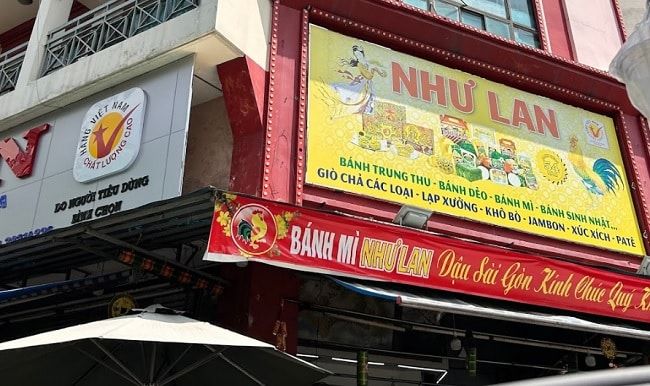 HÀNG VIỆT NAM
CHẤT LƯỢNG CAO
DO NGƯỜI TIÊU DÙNG
BÌNH CHỌN
NHƯ LAN
BÁNH TRUNG THU - BÁNH DẺO - BÁNH MÌ - BÁNH SINH NHẬT...
GIÒ CHẢ CÁC LOẠI - LẠP XƯỞNG - KHÔ BÒ - JAMBON - XÚC XÍCH - PATÊ
BÁNH MÌ NHƯ LAN Dậu Sài Gòn Kính Chúc Quý